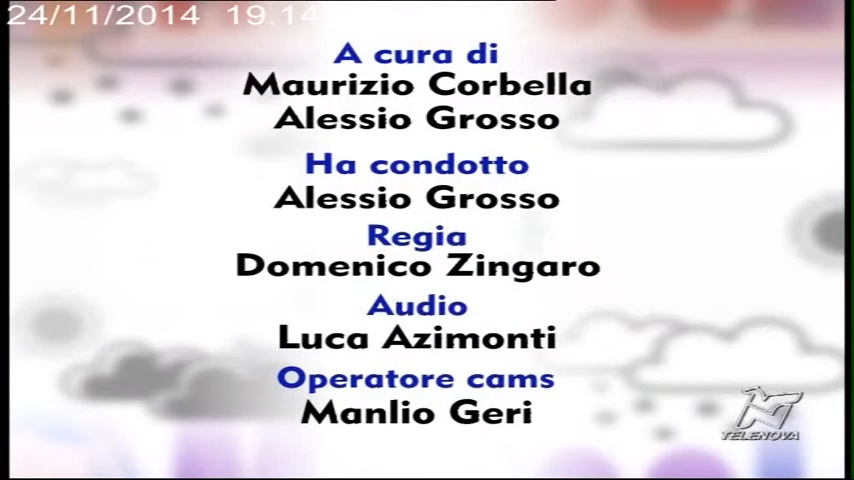 24/11/2014 19.14
A cura di
Maurizio Corbella
Alessio Grosso
Ha condotto
Alessio Grosso
Regia
Domenico Zingaro
Audio
Luca Azimonti
Operatore cams
Manlio Geri
TELENOVA